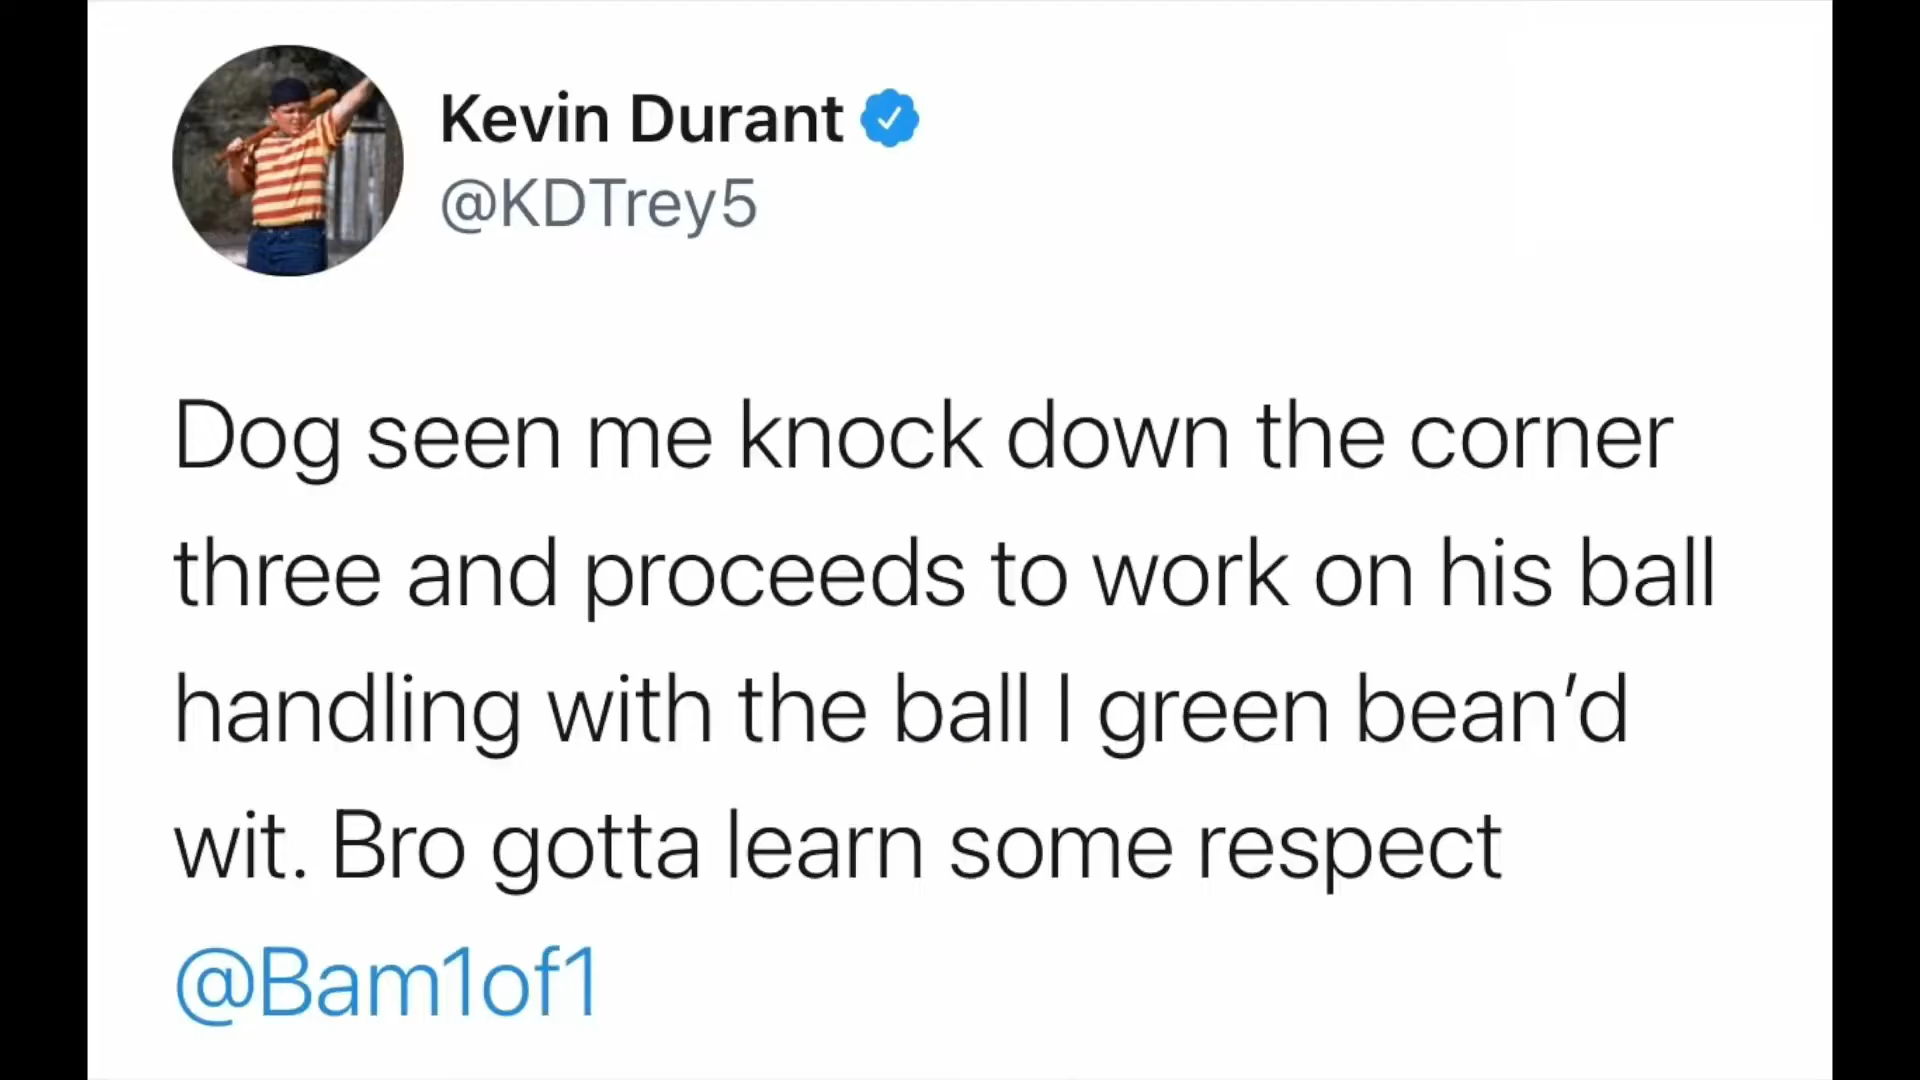 Kevin Durant
@KDTrey5
Dog seen me knock down the corner
three and proceeds to work on his ball
handling with the ball I green bean’d
wit. Bro gotta learn some respect
@Bam1of1